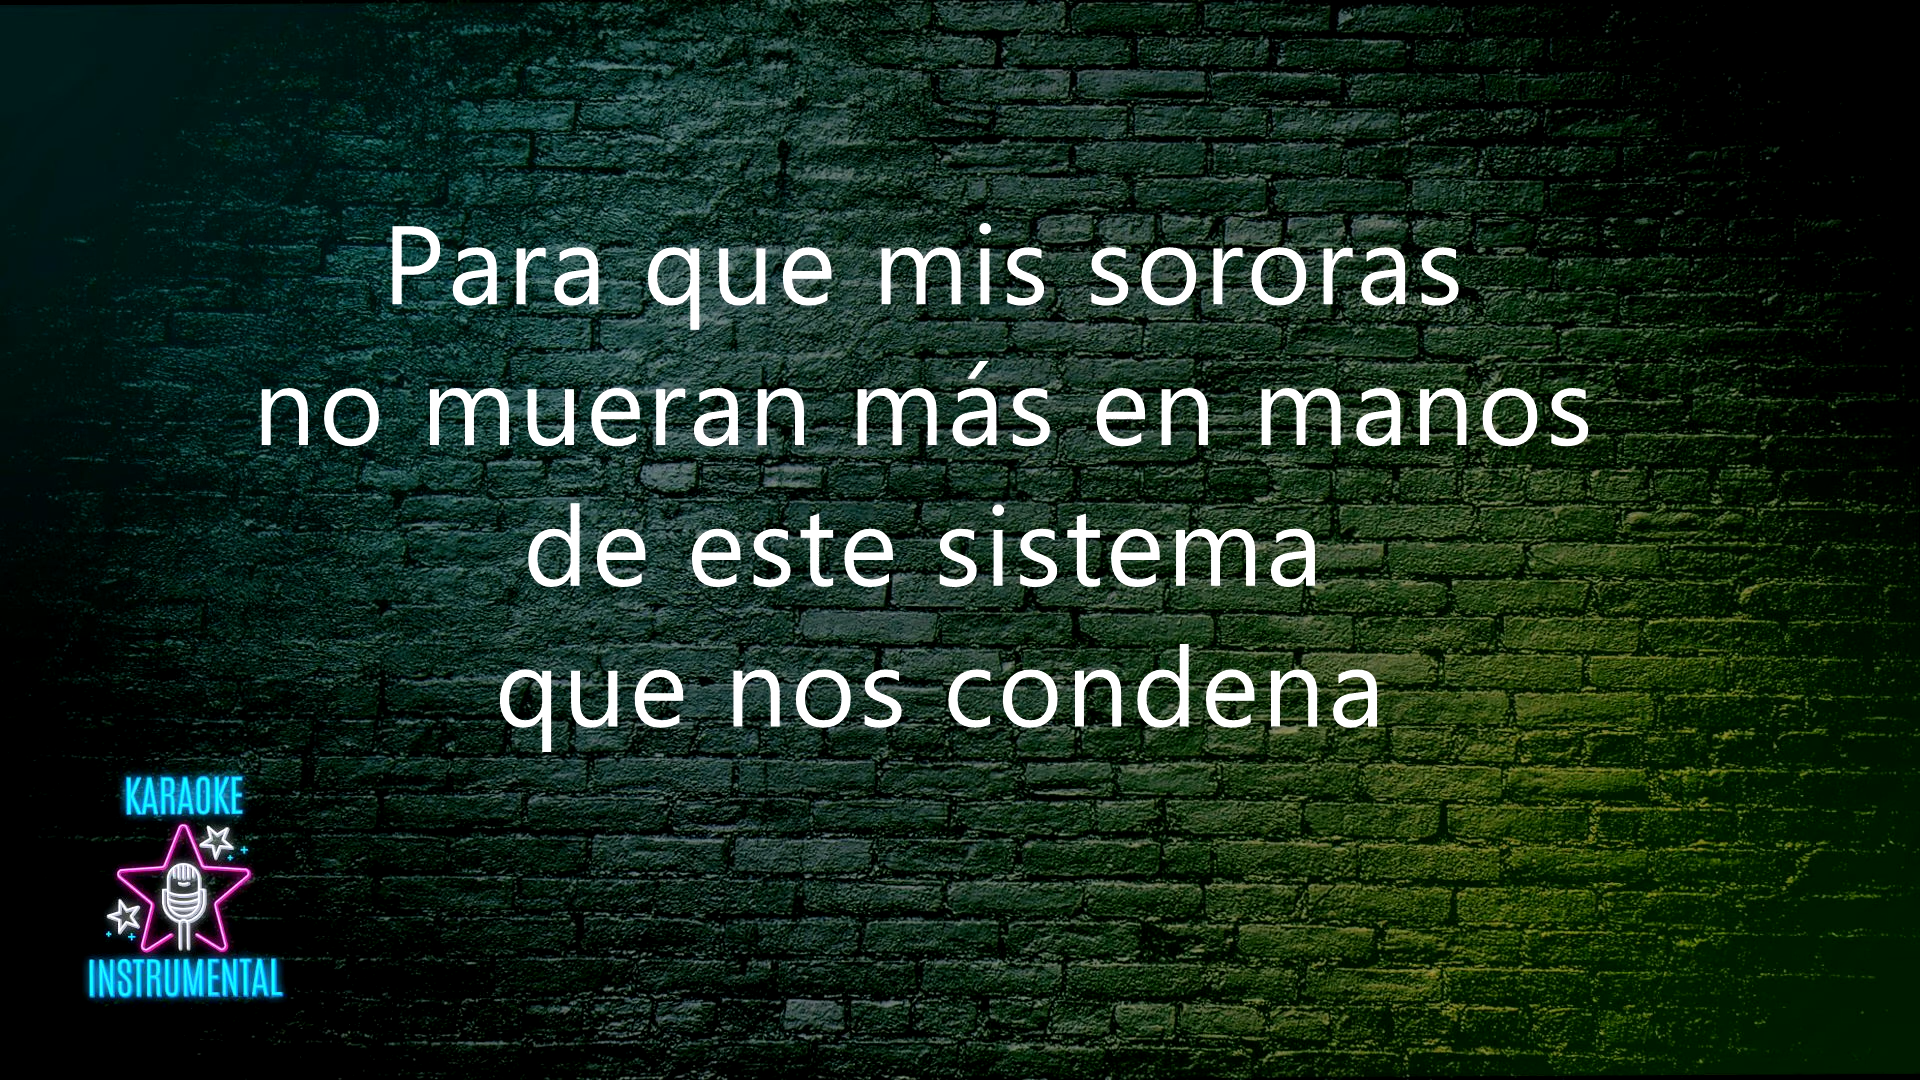 Para que mis sororas
no mueran más en manos
de este sistema
que nos condena
KARAOKE
INSTRUMENTAL